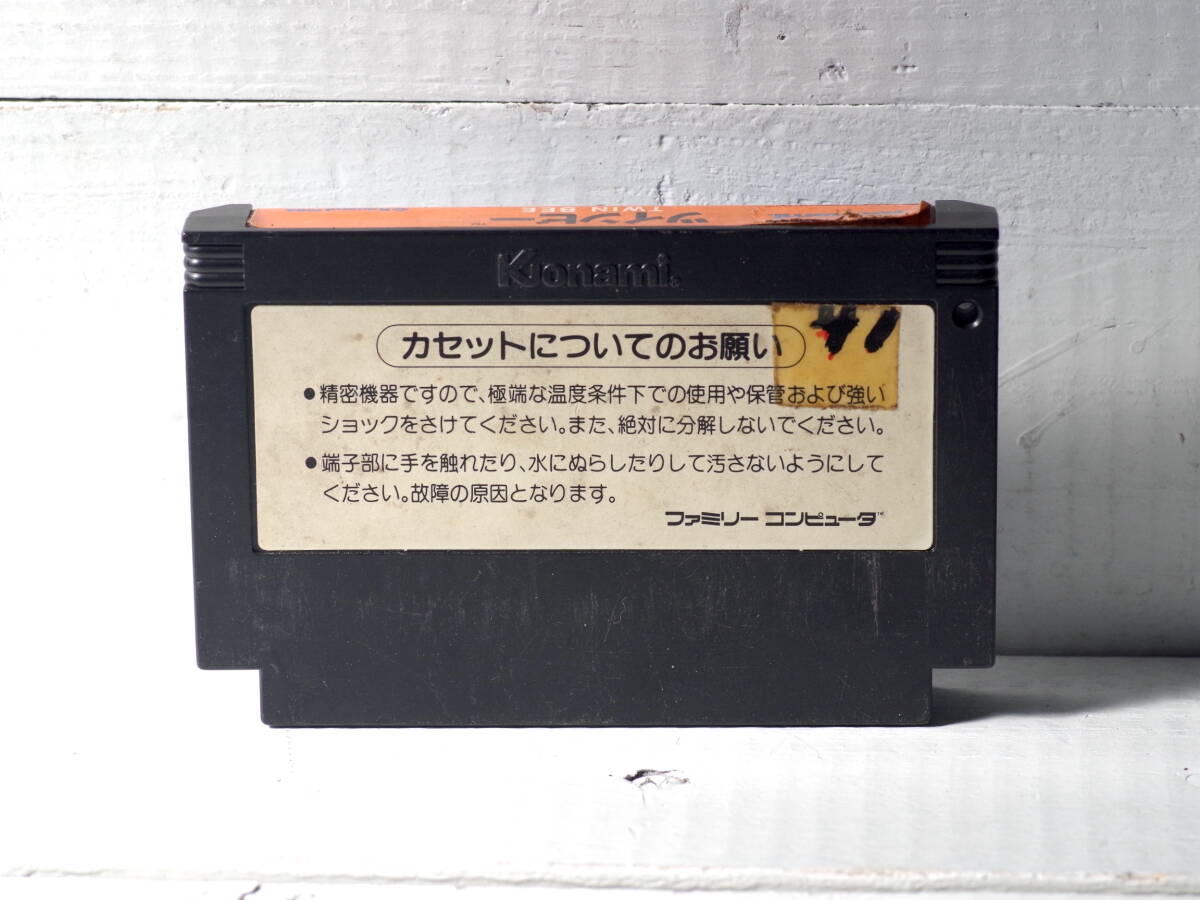 ツインビー™
TWIN BEE
Konami®
カセットについてのお願い
●精密機器ですので、極端な温度条件下での使用や保管および強い
ショックをさけてください。また、絶対に分解しないでください。
●端子部に手を触れたり、水にぬらしたりして汚さないようにして
ください。故障の原因となります。
ファミリー コンピュータ™